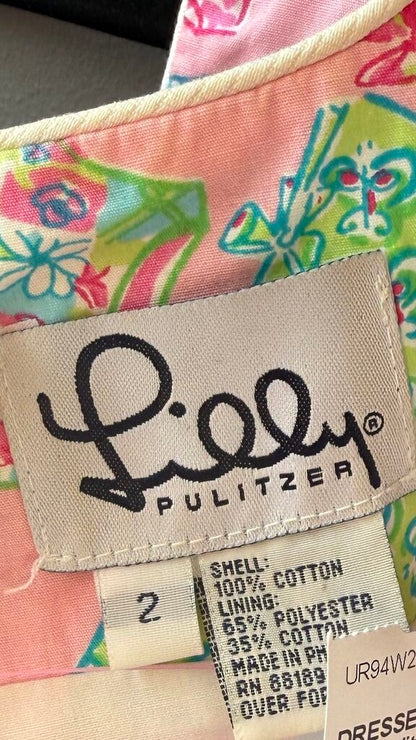 Lilly®
PULITZER
2
SHELL:
100% COTTON
LINING:
65% POLYESTER
35% COTTON
MADE IN PH
RN 88189
OVER FOR
UR94W2
DRESSE